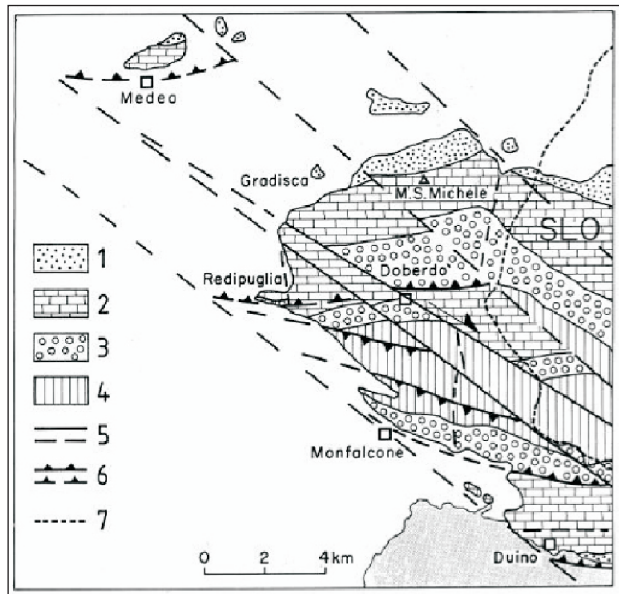 Medea
Gradisca
M.S. Michele
SLO
Redipuglia
Doberdo
1
2
3
4
5
6
7
Monfalcone
0 2 4 km
Duino